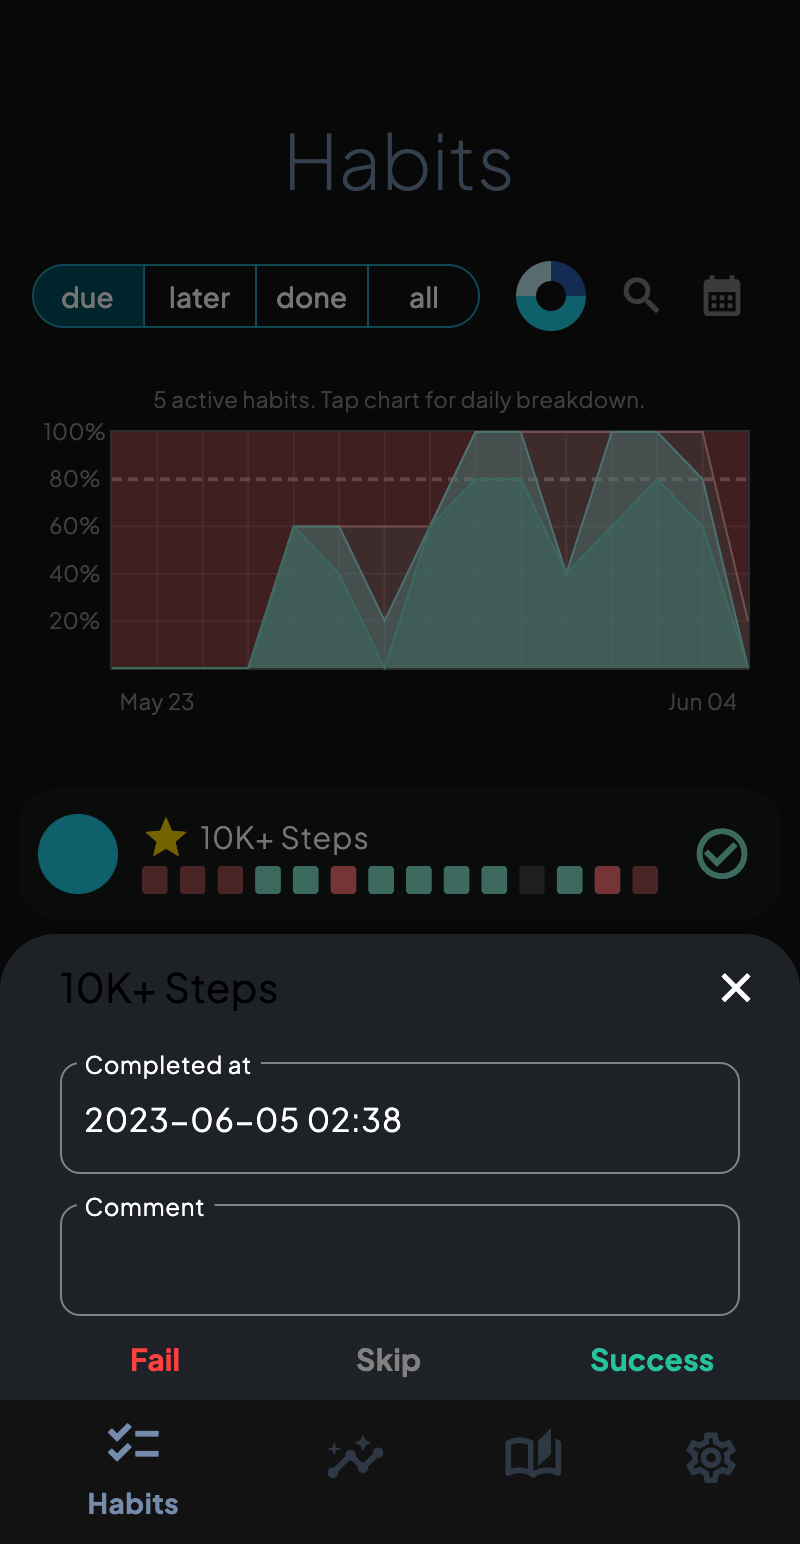 Habits
due later done all
5 active habits. Tap chart for daily breakdown.
100%
80%
60%
40%
20%
May 23 Jun 04
10K+ Steps
10K+ Steps
Completed at
2023-06-05 02:38
Comment
Fail Skip Success
Habits